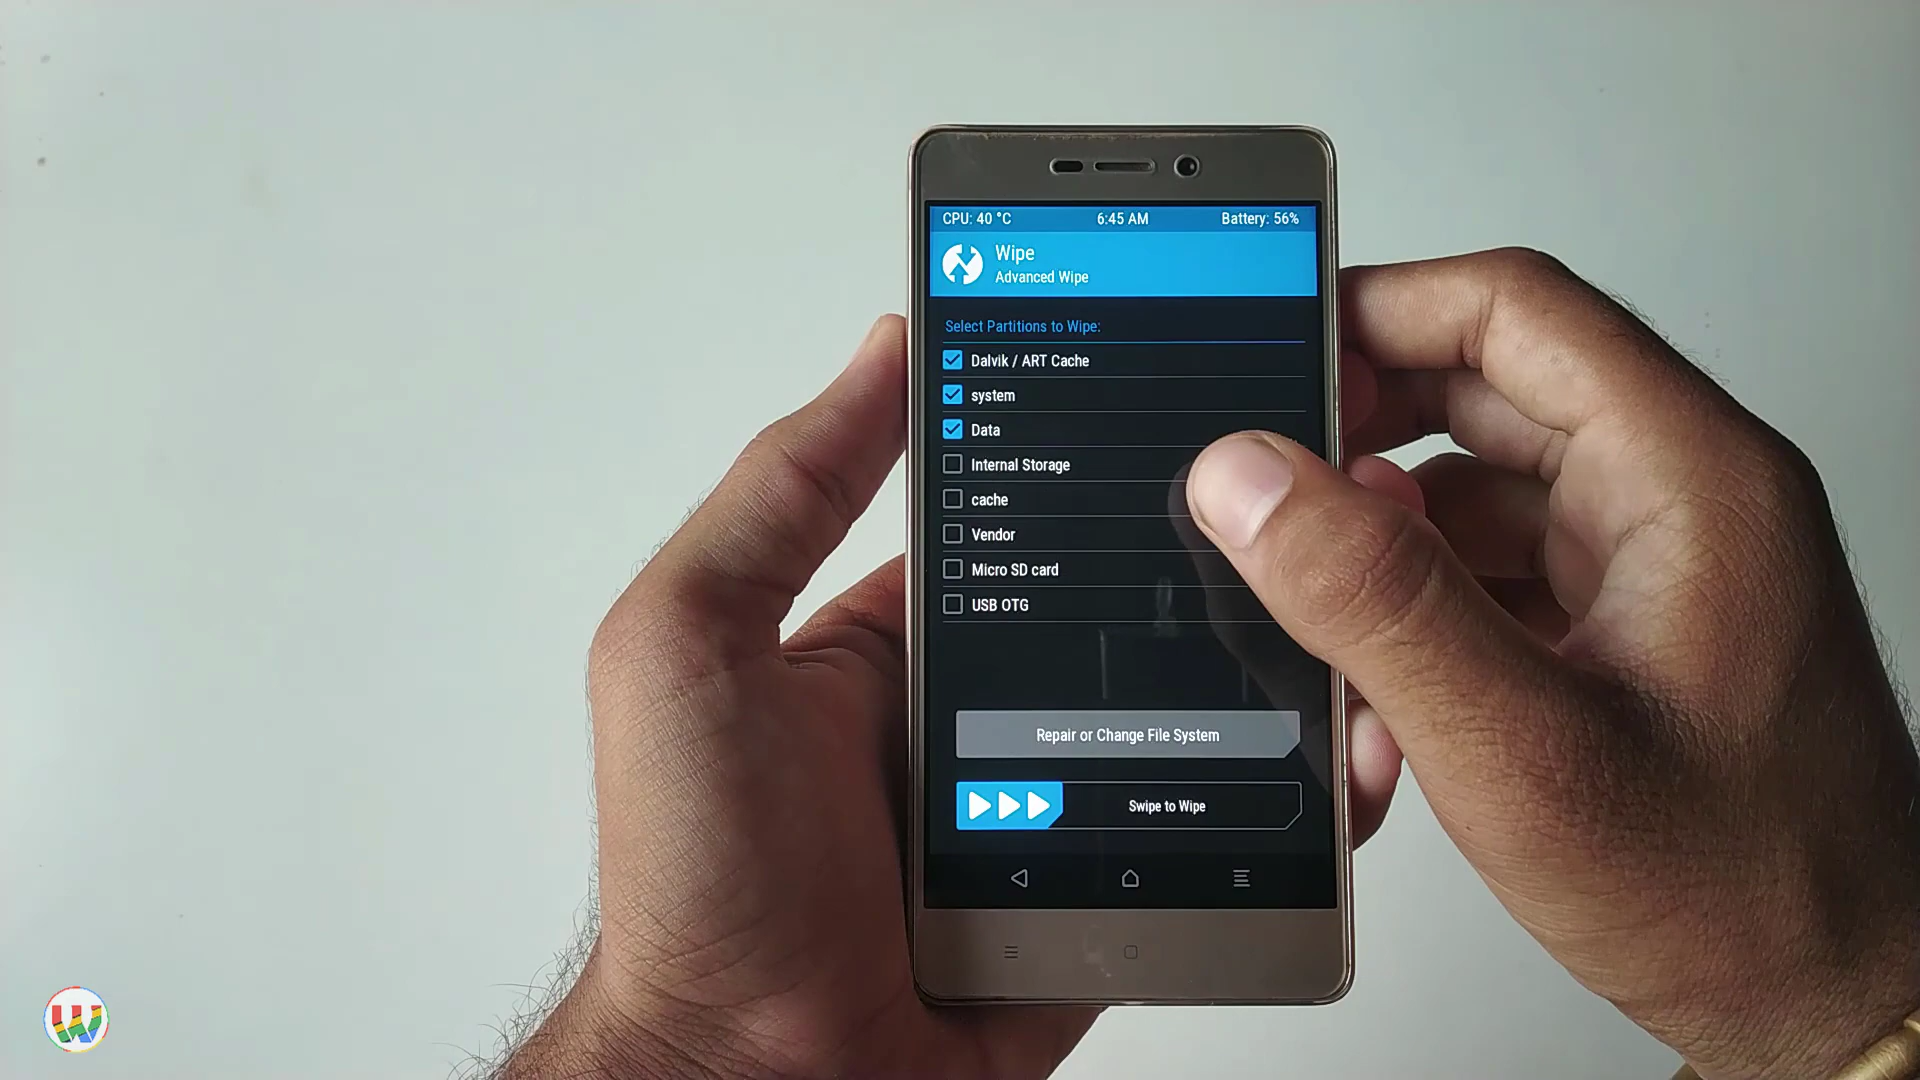 CPU: 40 °C 6:45 AM Battery: 56%
Wipe
Advanced Wipe
Select Partitions to Wipe:
Dalvik / ART Cache
system
Data
Internal Storage
cache
Vendor
Micro SD card
USB OTG
Repair or Change File System
Swipe to Wipe
W